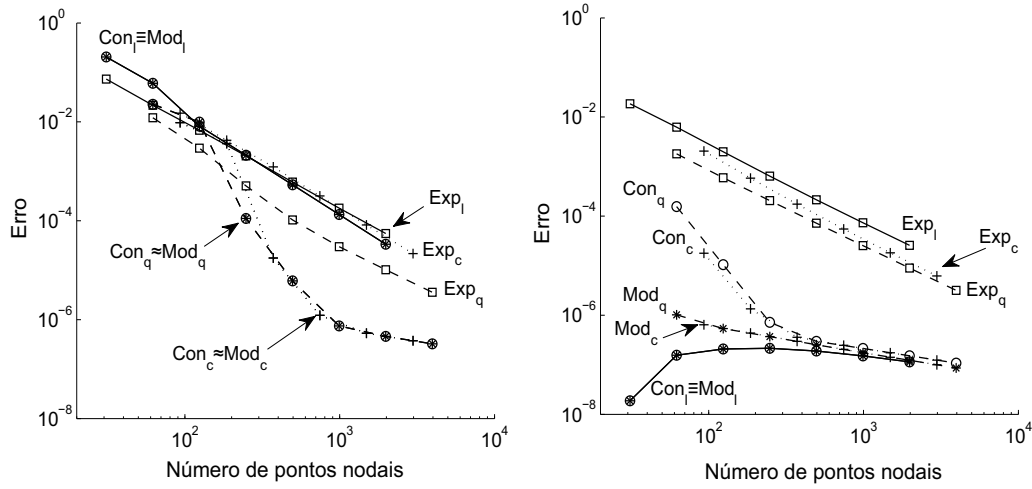 10^0
10^-2
10^-4
10^-6
10^-8
Erro
Con_l≡Mod_l
Exp_l
Exp_c
Exp_q
Con_q≈Mod_q
Con_c≈Mod_c
10^2
10^3
10^4
Número de pontos nodais
10^0
10^-2
10^-4
10^-6
10^-8
Erro
Con_q
Con_c
Mod_q
Mod_c
Con_l≡Mod_l
Exp_l
Exp_c
Exp_q
10^2
10^3
10^4
Número de pontos nodais